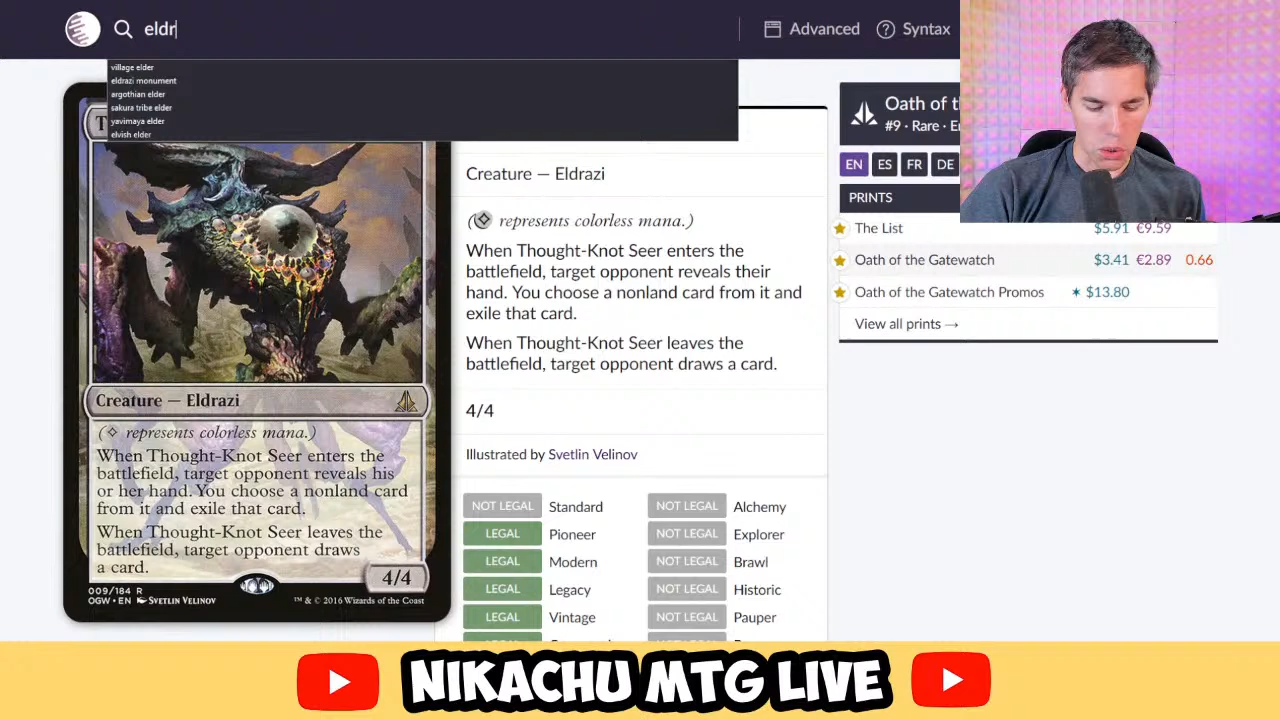 eldr
Advanced
Syntax
village elder
eldrazi monument
argothian elder
sakura tribe elder
yavimaya elder
elvish elder
T
Creature — Eldrazi
( represents colorless mana.)
When Thought-Knot Seer enters the
battlefield, target opponent reveals their
hand. You choose a nonland card from it and
exile that card.
When Thought-Knot Seer leaves the
battlefield, target opponent draws a card.
4/4
Illustrated by Svetlin Velinov
NOT LEGAL Standard NOT LEGAL Alchemy
LEGAL Pioneer NOT LEGAL Explorer
LEGAL Modern NOT LEGAL Brawl
LEGAL Legacy NOT LEGAL Historic
LEGAL Vintage NOT LEGAL Pauper
Creature — Eldrazi
( represents colorless mana.)
When Thought-Knot Seer enters the
battlefield, target opponent reveals his
or her hand. You choose a nonland card
from it and exile that card.
When Thought-Knot Seer leaves the
battlefield, target opponent draws
a card.
4/4
009/184 R
OGW • EN Svetlin Velinov
™ & © 2016 Wizards of the Coast
Oath of t
#9 · Rare · E
EN ES FR DE
PRINTS
The List $5.91 €9.59
Oath of the Gatewatch $3.41 €2.89 0.66
Oath of the Gatewatch Promos $13.80
View all prints →
NIKACHU MTG LIVE